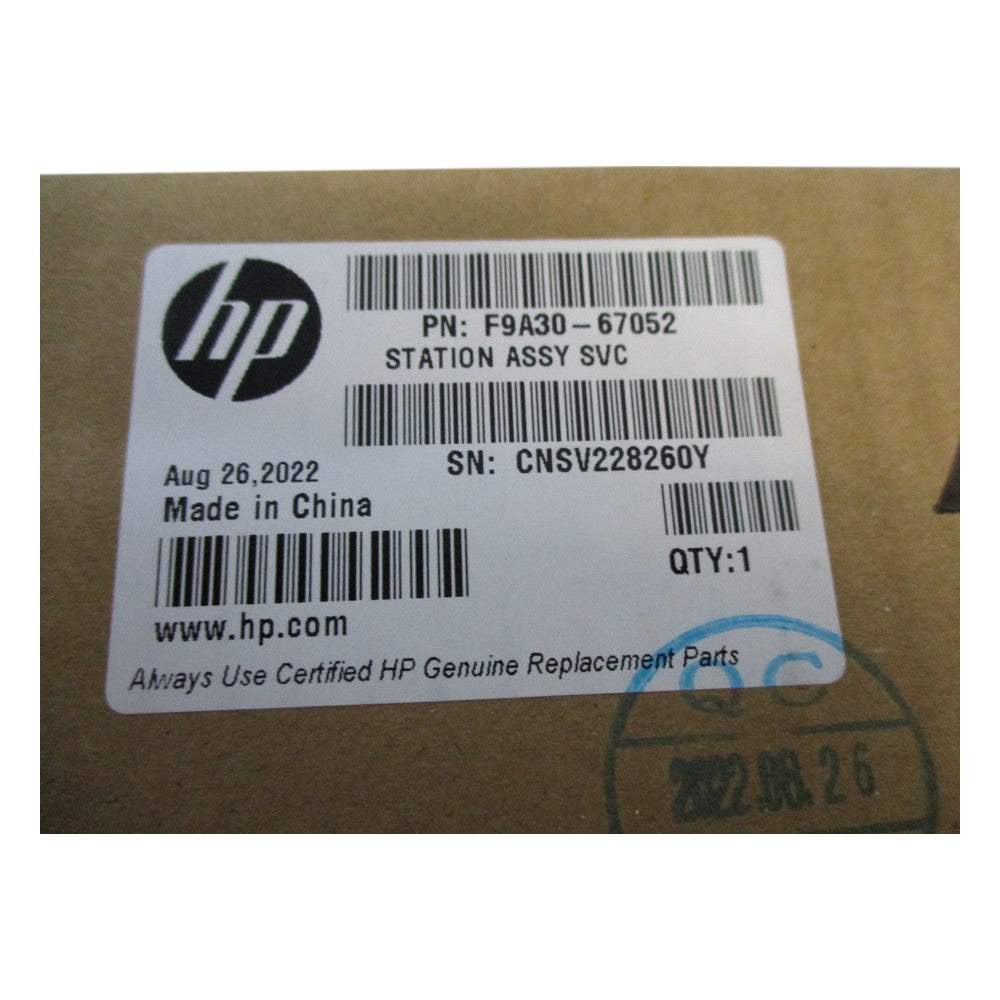 hp
PN: F9A30-67052
STATION ASSY SVC
SN: CNSV228260Y
Aug 26,2022
Made in China
QTY:1
www.hp.com
Always Use Certified HP Genuine Replacement Parts
QC
2022.08.26